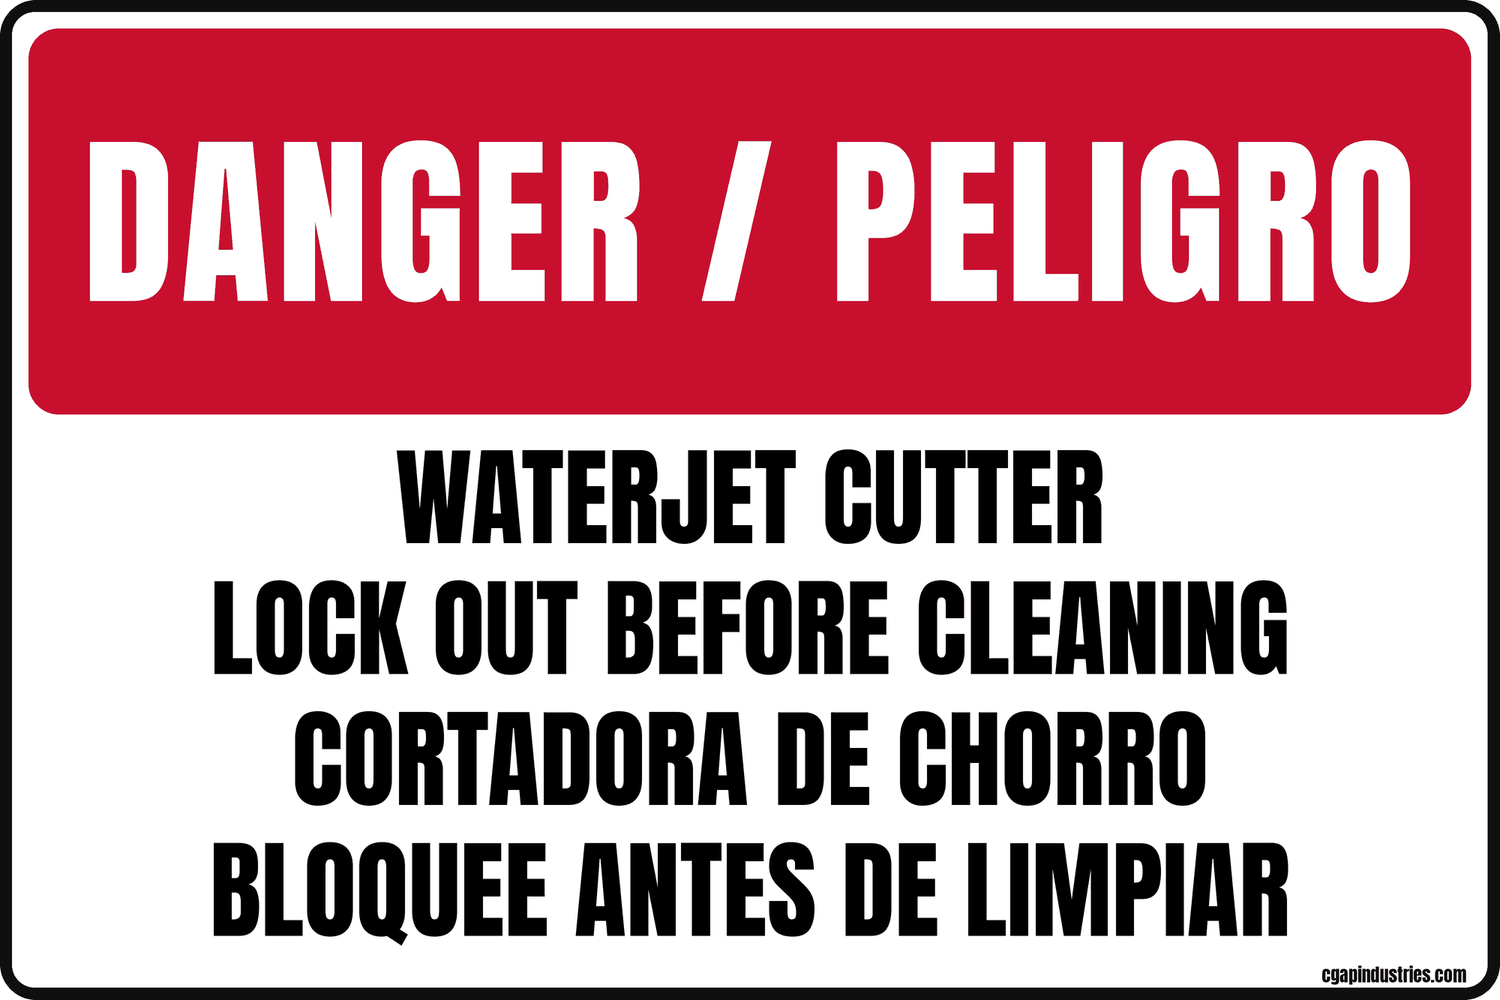 DANGER / PELIGRO
WATERJET CUTTER
LOCK OUT BEFORE CLEANING
CORTADORA DE CHORRO
BLOQUEE ANTES DE LIMPIAR
cgapindustries.com